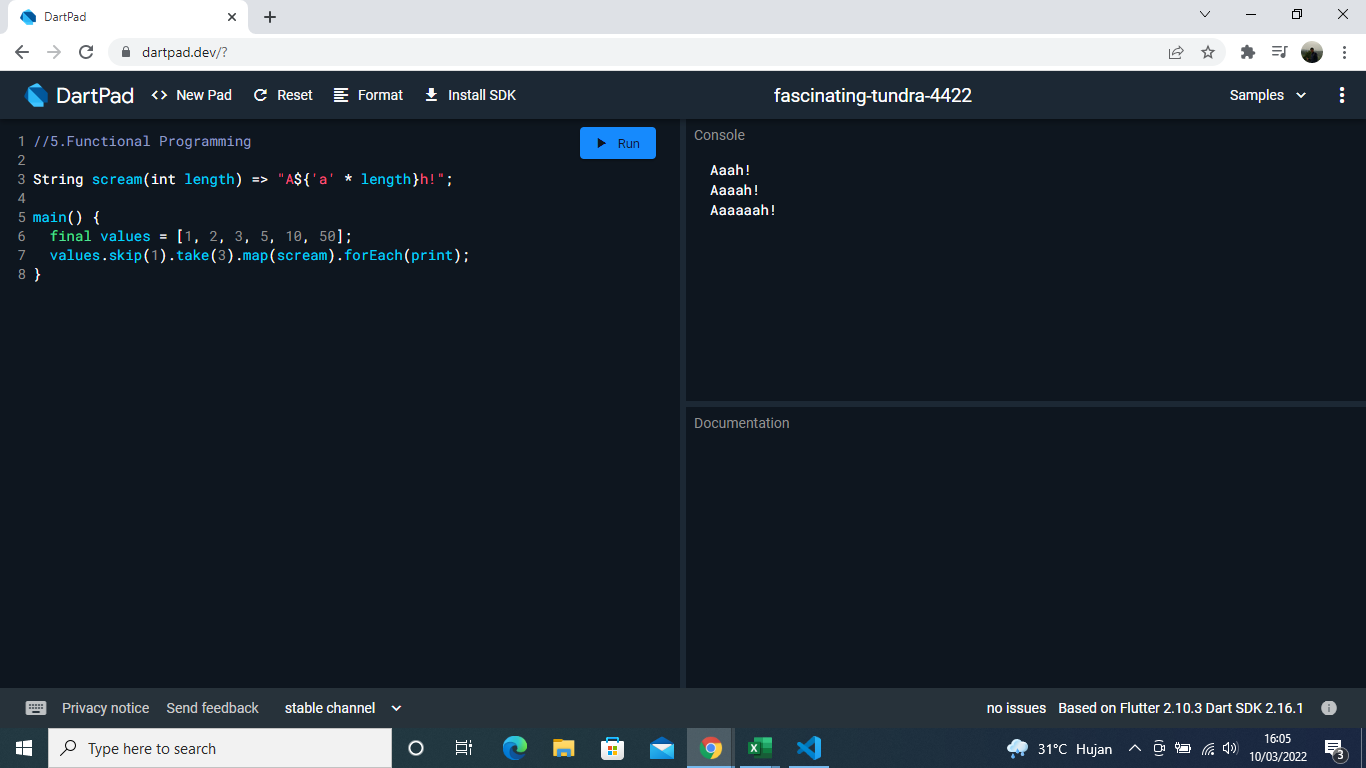 DartPad
dartpad.dev/?
DartPad <> New Pad Reset Format Install SDK fascinating-tundra-4422 Samples
1 //5.Functional Programming
2
3 String scream(int length) => "A${'a' * length}h!";
4
5 main() {
6   final values = [1, 2, 3, 5, 10, 50];
7   values.skip(1).take(3).map(scream).forEach(print);
8 }
Run
Console
Aaah!
Aaaah!
Aaaaaah!
Documentation
Privacy notice Send feedback stable channel no issues Based on Flutter 2.10.3 Dart SDK 2.16.1
Type here to search 31°C Hujan 16:05
10/03/2022 3